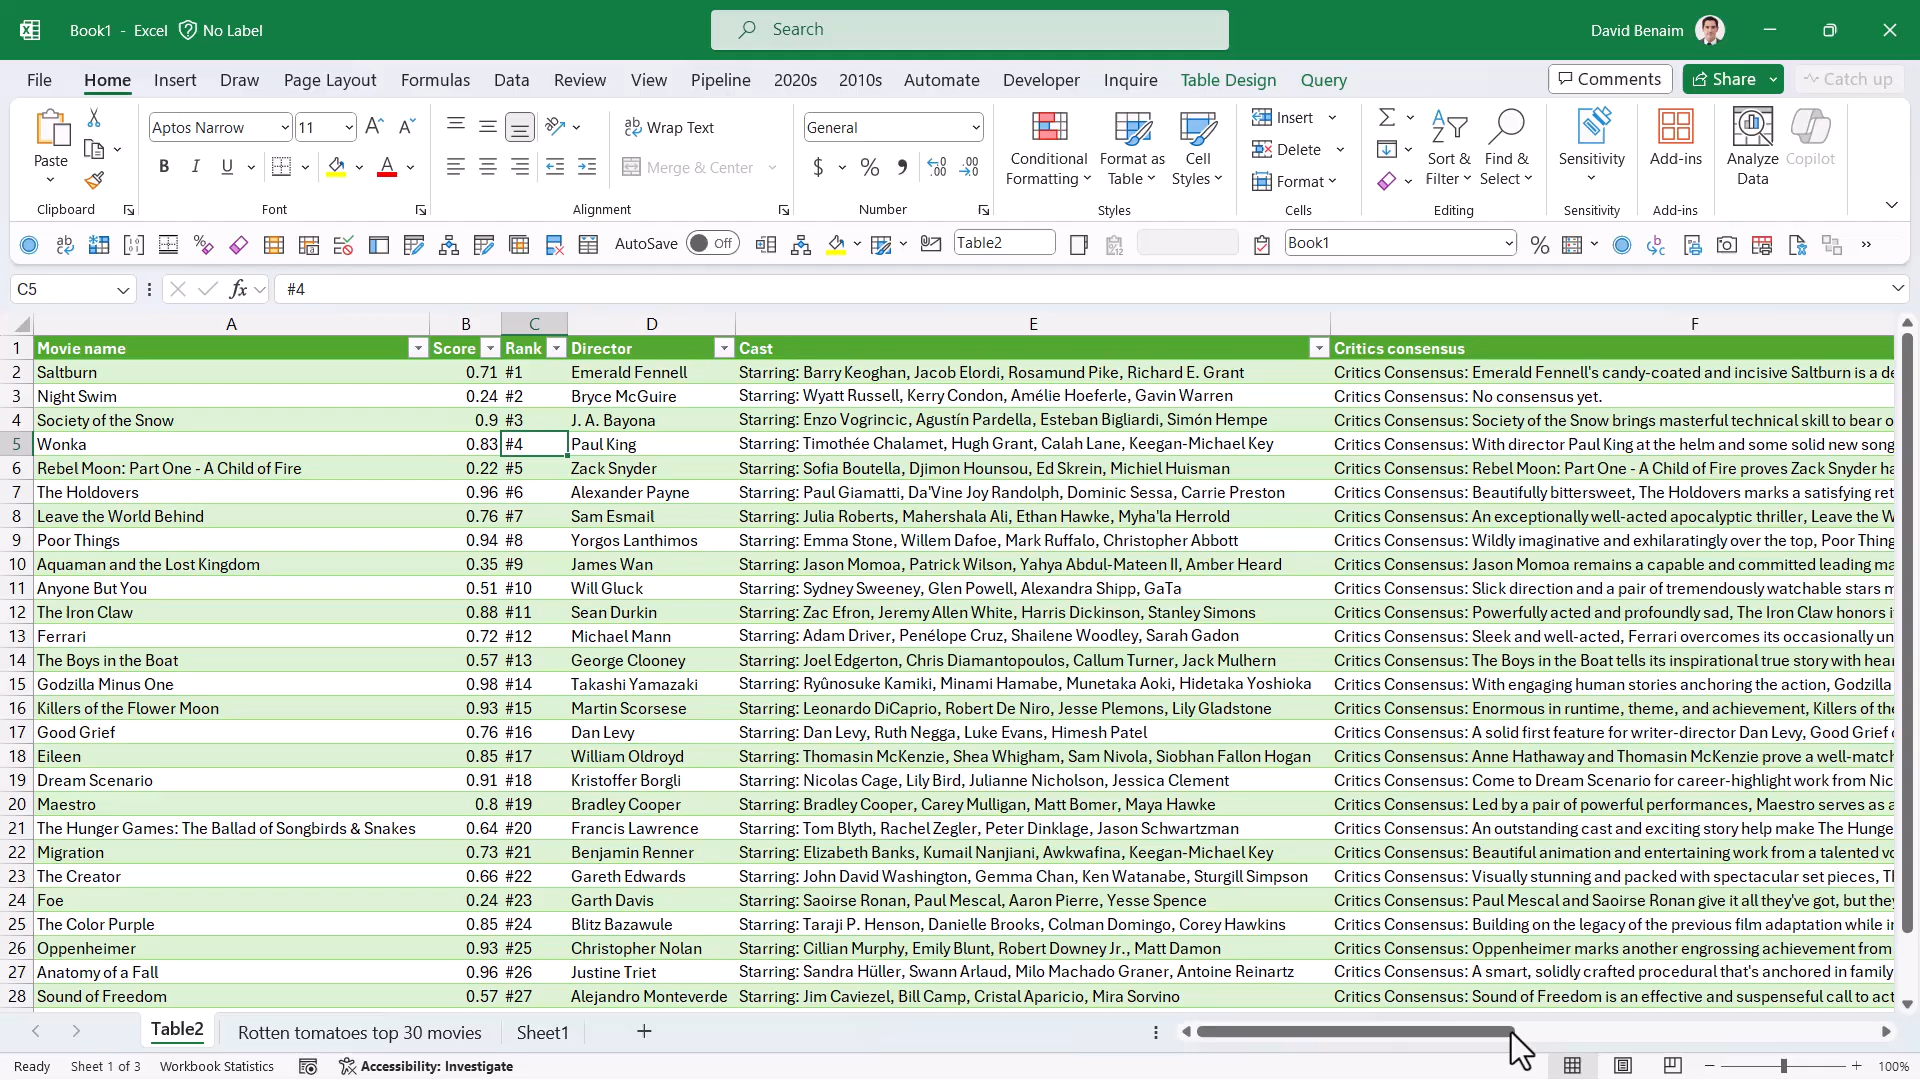 Book1 - Excel No Label Search David Benaim
File Home Insert Draw Page Layout Formulas Data Review View Pipeline 2020s 2010s Automate Developer Inquire Table Design Query Comments Share Catch up
Paste Clipboard
Aptos Narrow 11 B I U A Font
ab Wrap Text Merge & Center Alignment
General $ % Number
Conditional Formatting Format as Table Cell Styles Styles
Insert Delete Format Cells
Sort & Filter Find & Select Editing
Sensitivity Sensitivity
Add-ins Add-ins
Analyze Data Copilot
AutoSave Off Table2 Book1
C5 fx #4
A B C D E F
1 Movie name Score Rank Director Cast Critics consensus
2 Saltburn 0.71 #1 Emerald Fennell Starring: Barry Keoghan, Jacob Elordi, Rosamund Pike, Richard E. Grant Critics Consensus: Emerald Fennell's candy-coated and incisive Saltburn is a de
3 Night Swim 0.24 #2 Bryce McGuire Starring: Wyatt Russell, Kerry Condon, Amélie Hoeferle, Gavin Warren Critics Consensus: No consensus yet.
4 Society of the Snow 0.9 #3 J. A. Bayona Starring: Enzo Vogrincic, Agustín Pardella, Esteban Bigliardi, Simón Hempe Critics Consensus: Society of the Snow brings masterful technical skill to bear o
5 Wonka 0.83 #4 Paul King Starring: Timothée Chalamet, Hugh Grant, Calah Lane, Keegan-Michael Key Critics Consensus: With director Paul King at the helm and some solid new song
6 Rebel Moon: Part One - A Child of Fire 0.22 #5 Zack Snyder Starring: Sofia Boutella, Djimon Hounsou, Ed Skrein, Michiel Huisman Critics Consensus: Rebel Moon: Part One - A Child of Fire proves Zack Snyder ha
7 The Holdovers 0.96 #6 Alexander Payne Starring: Paul Giamatti, Da'Vine Joy Randolph, Dominic Sessa, Carrie Preston Critics Consensus: Beautifully bittersweet, The Holdovers marks a satisfying ret
8 Leave the World Behind 0.76 #7 Sam Esmail Starring: Julia Roberts, Mahershala Ali, Ethan Hawke, Myha'la Herrold Critics Consensus: An exceptionally well-acted apocalyptic thriller, Leave the W
9 Poor Things 0.94 #8 Yorgos Lanthimos Starring: Emma Stone, Willem Dafoe, Mark Ruffalo, Christopher Abbott Critics Consensus: Wildly imaginative and exhilaratingly over the top, Poor Thing
10 Aquaman and the Lost Kingdom 0.35 #9 James Wan Starring: Jason Momoa, Patrick Wilson, Yahya Abdul-Mateen II, Amber Heard Critics Consensus: Jason Momoa remains a capable and committed leading ma
11 Anyone But You 0.51 #10 Will Gluck Starring: Sydney Sweeney, Glen Powell, Alexandra Shipp, GaTa Critics Consensus: Slick direction and a pair of tremendously watchable stars m
12 The Iron Claw 0.88 #11 Sean Durkin Starring: Zac Efron, Jeremy Allen White, Harris Dickinson, Stanley Simons Critics Consensus: Powerfully acted and profoundly sad, The Iron Claw honors i
13 Ferrari 0.72 #12 Michael Mann Starring: Adam Driver, Penélope Cruz, Shailene Woodley, Sarah Gadon Critics Consensus: Sleek and well-acted, Ferrari overcomes its occasionally un
14 The Boys in the Boat 0.57 #13 George Clooney Starring: Joel Edgerton, Chris Diamantopoulos, Callum Turner, Jack Mulhern Critics Consensus: The Boys in the Boat tells its inspirational true story with hear
15 Godzilla Minus One 0.98 #14 Takashi Yamazaki Starring: Ryûnosuke Kamiki, Minami Hamabe, Munetaka Aoki, Hidetaka Yoshioka Critics Consensus: With engaging human stories anchoring the action, Godzilla
16 Killers of the Flower Moon 0.93 #15 Martin Scorsese Starring: Leonardo DiCaprio, Robert De Niro, Jesse Plemons, Lily Gladstone Critics Consensus: Enormous in runtime, theme, and achievement, Killers of the
17 Good Grief 0.76 #16 Dan Levy Starring: Dan Levy, Ruth Negga, Luke Evans, Himesh Patel Critics Consensus: A solid first feature for writer-director Dan Levy, Good Grief
18 Eileen 0.85 #17 William Oldroyd Starring: Thomasin McKenzie, Shea Whigham, Sam Nivola, Siobhan Fallon Hogan Critics Consensus: Anne Hathaway and Thomasin McKenzie prove a well-match
19 Dream Scenario 0.91 #18 Kristoffer Borgli Starring: Nicolas Cage, Lily Bird, Julianne Nicholson, Jessica Clement Critics Consensus: Come to Dream Scenario for career-highlight work from Nic
20 Maestro 0.8 #19 Bradley Cooper Starring: Bradley Cooper, Carey Mulligan, Matt Bomer, Maya Hawke Critics Consensus: Led by a pair of powerful performances, Maestro serves as a
21 The Hunger Games: The Ballad of Songbirds & Snakes 0.64 #20 Francis Lawrence Starring: Tom Blyth, Rachel Zegler, Peter Dinklage, Jason Schwartzman Critics Consensus: An outstanding cast and exciting story help make The Hunge
22 Migration 0.73 #21 Benjamin Renner Starring: Elizabeth Banks, Kumail Nanjiani, Awkwafina, Keegan-Michael Key Critics Consensus: Beautiful animation and entertaining work from a talented vo
23 The Creator 0.66 #22 Gareth Edwards Starring: John David Washington, Gemma Chan, Ken Watanabe, Sturgill Simpson Critics Consensus: Visually stunning and packed with spectacular set pieces, Th
24 Foe 0.24 #23 Garth Davis Starring: Saoirse Ronan, Paul Mescal, Aaron Pierre, Yesse Spence Critics Consensus: Paul Mescal and Saoirse Ronan give it all they've got, but they
25 The Color Purple 0.85 #24 Blitz Bazawule Starring: Taraji P. Henson, Danielle Brooks, Colman Domingo, Corey Hawkins Critics Consensus: Building on the legacy of the previous film adaptation while in
26 Oppenheimer 0.93 #25 Christopher Nolan Starring: Cillian Murphy, Emily Blunt, Robert Downey Jr., Matt Damon Critics Consensus: Oppenheimer marks another engrossing achievement from
27 Anatomy of a Fall 0.96 #26 Justine Triet Starring: Sandra Hüller, Swann Arlaud, Milo Machado Graner, Antoine Reinartz Critics Consensus: A smart, solidly crafted procedural that's anchored in family
28 Sound of Freedom 0.57 #27 Alejandro Monteverde Starring: Jim Caviezel, Bill Camp, Cristal Aparicio, Mira Sorvino Critics Consensus: Sound of Freedom is an effective and suspenseful call to act
Table2 Rotten tomatoes top 30 movies Sheet1
Ready Sheet 1 of 3 Workbook Statistics Accessibility: Investigate 100%